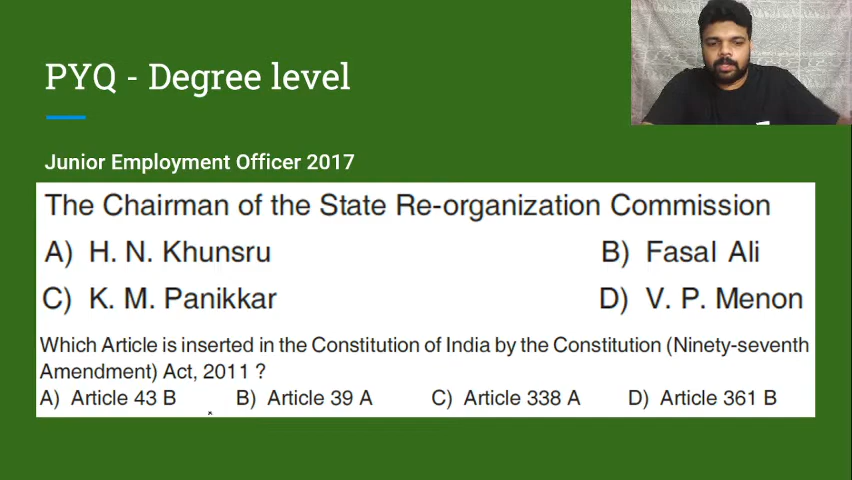 PYQ - Degree level
Junior Employment Officer 2017
The Chairman of the State Re-organization Commission
A) H. N. Khunsru B) Fasal Ali
C) K. M. Panikkar D) V. P. Menon
Which Article is inserted in the Constitution of India by the Constitution (Ninety-seventh
Amendment) Act, 2011 ?
A) Article 43 B B) Article 39 A C) Article 338 A D) Article 361 B